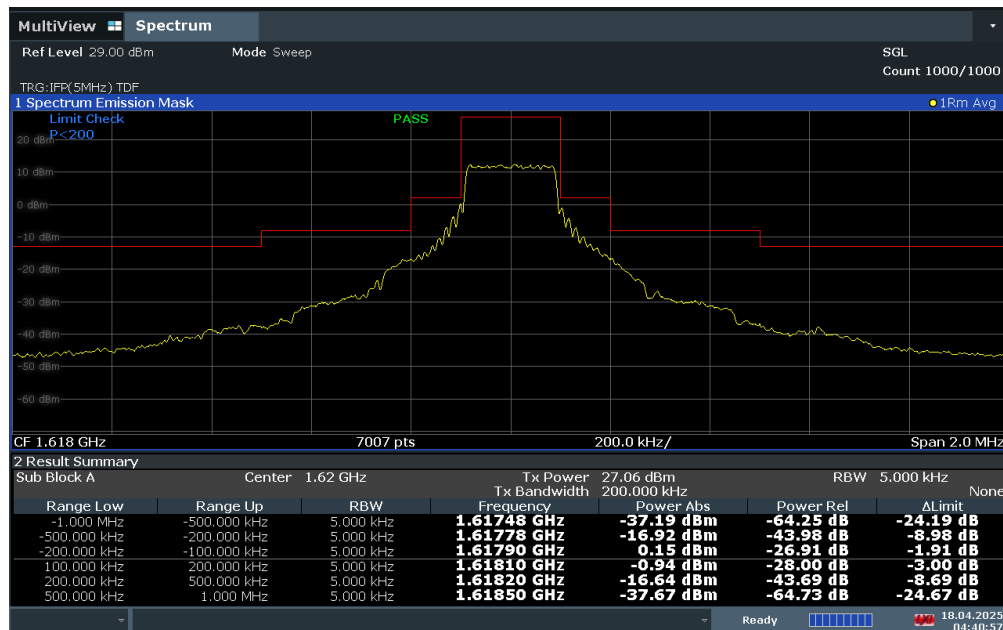 MultiView Spectrum
Ref Level 29.00 dBm Mode Sweep SGL
Count 1000/1000
TRG:IFP(5MHz) TDF
1 Spectrum Emission Mask 1Rm Avg
Limit Check PASS
P<200
20 dBm
10 dBm
0 dBm
-10 dBm
-20 dBm
-30 dBm
-40 dBm
-50 dBm
-60 dBm
CF 1.618 GHz 7007 pts 200.0 kHz/ Span 2.0 MHz
2 Result Summary
Sub Block A Center 1.62 GHz Tx Power 27.06 dBm RBW 5.000 kHz
Tx Bandwidth 200.000 kHz None
Range Low Range Up RBW Frequency Power Abs Power Rel ΔLimit
-1.000 MHz -500.000 kHz 5.000 kHz 1.61748 GHz -37.19 dBm -64.25 dB -24.19 dB
-500.000 kHz -200.000 kHz 5.000 kHz 1.61778 GHz -16.92 dBm -43.98 dB -8.98 dB
-200.000 kHz -100.000 kHz 5.000 kHz 1.61790 GHz 0.15 dBm -26.91 dB -1.91 dB
100.000 kHz 200.000 kHz 5.000 kHz 1.61810 GHz -0.94 dBm -28.00 dB -3.00 dB
200.000 kHz 500.000 kHz 5.000 kHz 1.61820 GHz -16.64 dBm -43.69 dB -8.69 dB
500.000 kHz 1.000 MHz 5.000 kHz 1.61850 GHz -37.67 dBm -64.73 dB -24.67 dB
Ready 18.04.2025
04:40:57